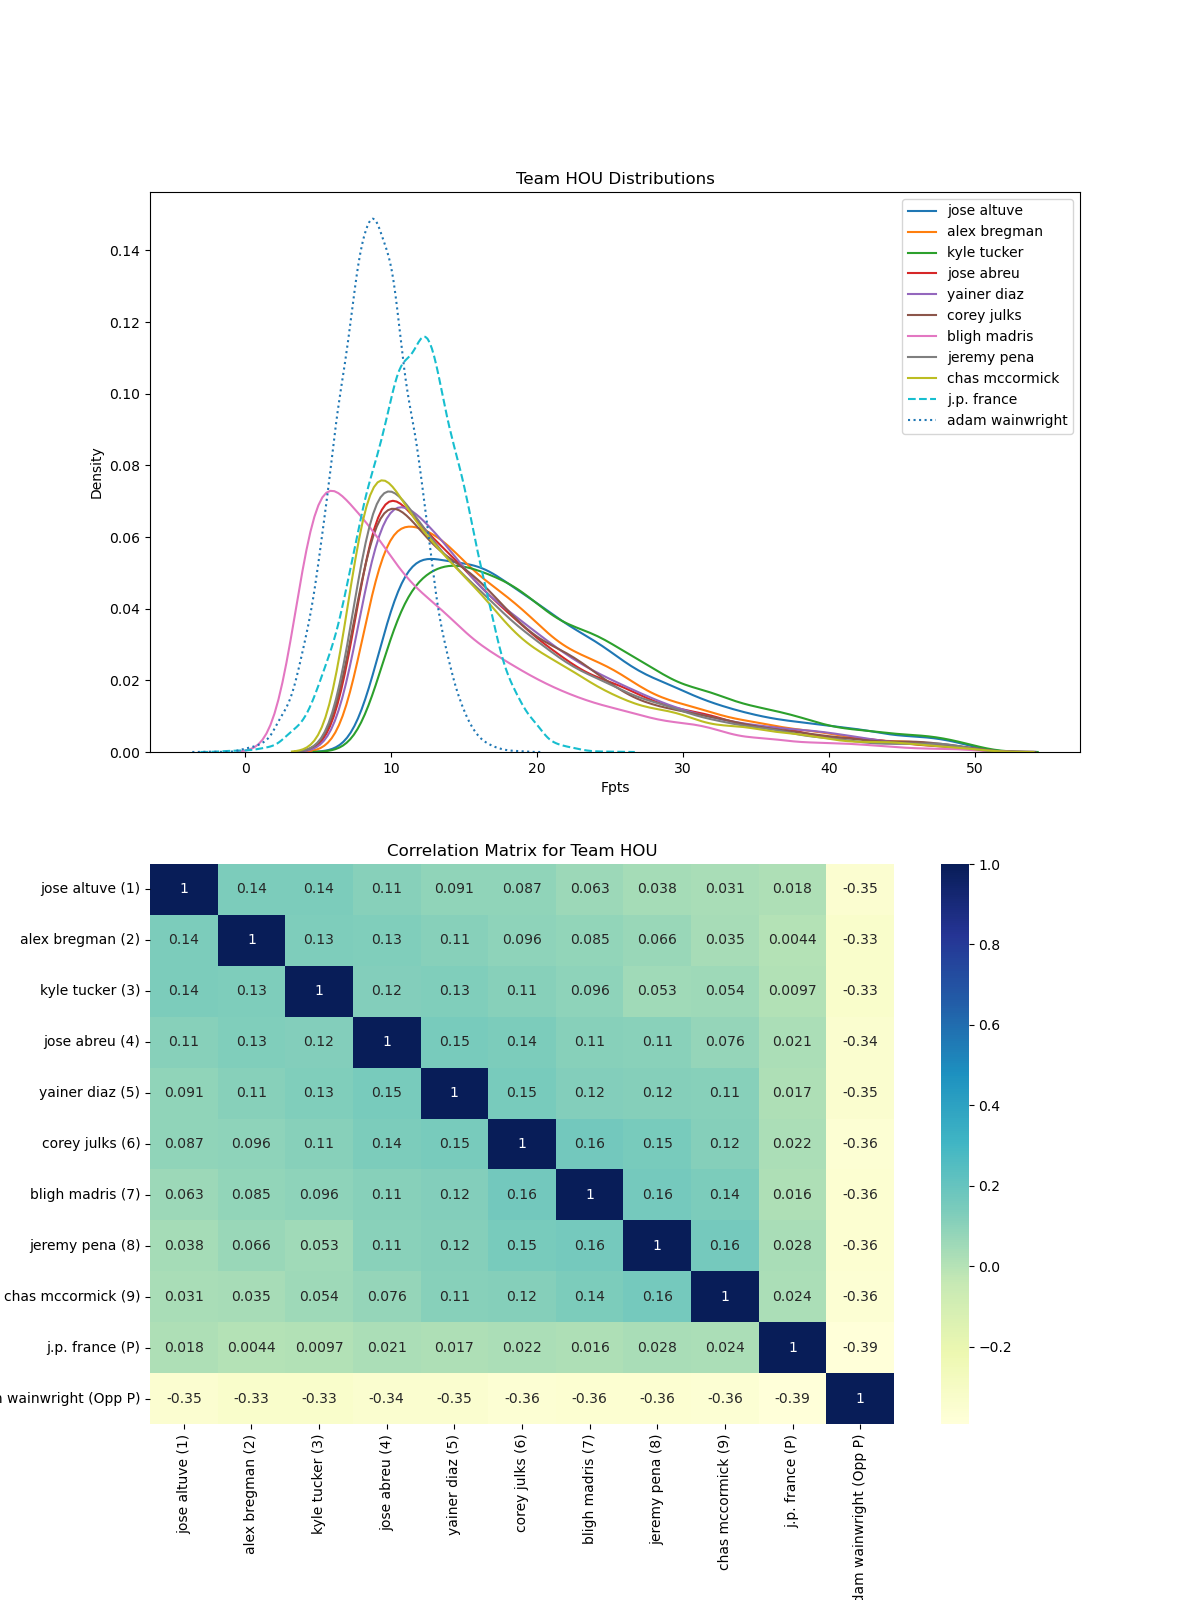 Team HOU Distributions
jose altuve
alex bregman
kyle tucker
jose abreu
yainer diaz
corey julks
bligh madris
jeremy pena
chas mccormick
j.p. france
adam wainwright
0.14
0.12
0.10
0.08
0.06
0.04
0.02
0.00
Density
0 10 20 30 40 50
Fpts
Correlation Matrix for Team HOU
jose altuve (1) 1 0.14 0.14 0.11 0.091 0.087 0.063 0.038 0.031 0.018 -0.35
alex bregman (2) 0.14 1 0.13 0.13 0.11 0.096 0.085 0.066 0.035 0.0044 -0.33
kyle tucker (3) 0.14 0.13 1 0.12 0.13 0.11 0.096 0.053 0.054 0.0097 -0.33
jose abreu (4) 0.11 0.13 0.12 1 0.15 0.14 0.11 0.11 0.076 0.021 -0.34
yainer diaz (5) 0.091 0.11 0.13 0.15 1 0.15 0.12 0.12 0.11 0.017 -0.35
corey julks (6) 0.087 0.096 0.11 0.14 0.15 1 0.16 0.15 0.12 0.022 -0.36
bligh madris (7) 0.063 0.085 0.096 0.11 0.12 0.16 1 0.16 0.14 0.016 -0.36
jeremy pena (8) 0.038 0.066 0.053 0.11 0.12 0.15 0.16 1 0.16 0.028 -0.36
chas mccormick (9) 0.031 0.035 0.054 0.076 0.11 0.12 0.14 0.16 1 0.024 -0.36
j.p. france (P) 0.018 0.0044 0.0097 0.021 0.017 0.022 0.016 0.028 0.024 1 -0.39
wainwright (Opp P) -0.35 -0.33 -0.33 -0.34 -0.35 -0.36 -0.36 -0.36 -0.36 -0.39 1
jose altuve (1)
alex bregman (2)
kyle tucker (3)
jose abreu (4)
yainer diaz (5)
corey julks (6)
bligh madris (7)
jeremy pena (8)
chas mccormick (9)
j.p. france (P)
dam wainwright (Opp P)
1.0
0.8
0.6
0.4
0.2
0.0
−0.2